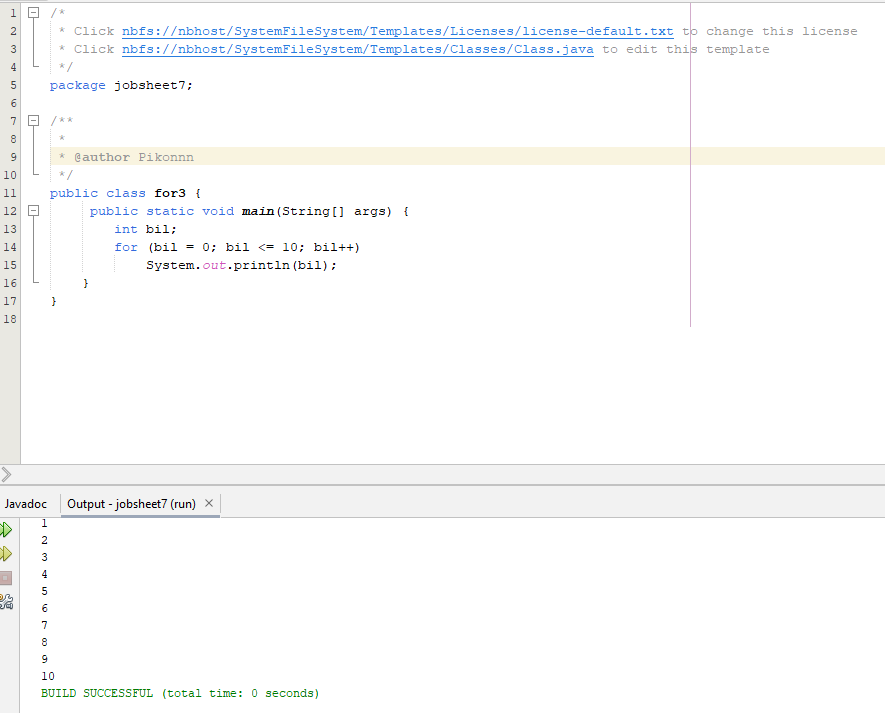 1 /*
2  * Click nbfs://nbhost/SystemFileSystem/Templates/Licenses/license-default.txt to change this license
3  * Click nbfs://nbhost/SystemFileSystem/Templates/Classes/Class.java to edit this template
4  */
5 package jobsheet7;
6
7 /**
8  *
9  * @author Pikonnn
10  */
11 public class for3 {
12     public static void main(String[] args) {
13        int bil;
14        for (bil = 0; bil <= 10; bil++)
15            System.out.println(bil);
16    }
17 }
18
Javadoc Output - jobsheet7 (run) ×
1
2
3
4
5
6
7
8
9
10
BUILD SUCCESSFUL (total time: 0 seconds)